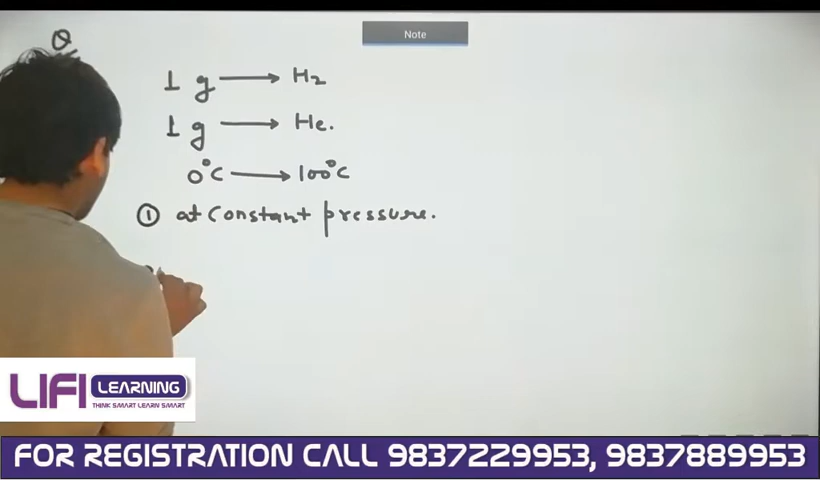 Note
Q
1 g → H2
1 g → He.
0°C → 100°C
① at Constant pressure.
LIFI LEARNING
THINK SMART LEARN SMART
FOR REGISTRATION CALL 9837229953, 9837889953